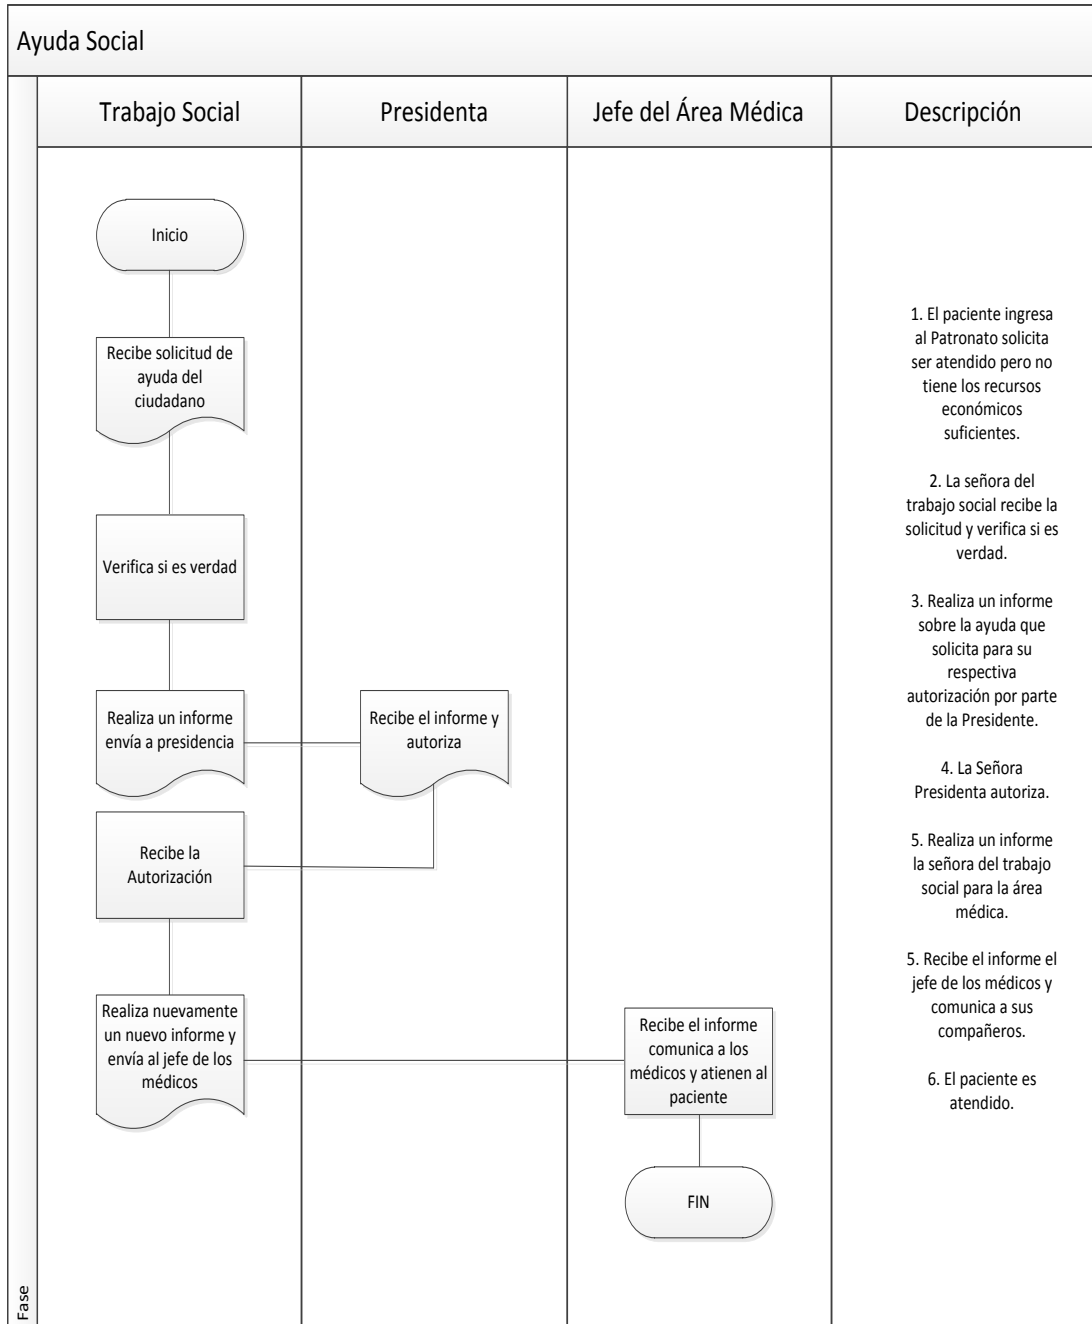 Ayuda Social
Trabajo Social
Presidenta
Jefe del Área Médica
Descripción
Inicio
Recibe solicitud de
ayuda del
ciudadano
Verifica si es verdad
Realiza un informe
envía a presidencia
Recibe el informe y
autoriza
Recibe la
Autorización
Realiza nuevamente
un nuevo informe y
envía al jefe de los
médicos
Recibe el informe
comunica a los
médicos y atienen al
paciente
FIN
1. El paciente ingresa
al Patronato solicita
ser atendido pero no
tiene los recursos
económicos
suficientes.
2. La señora del
trabajo social recibe la
solicitud y verifica si es
verdad.
3. Realiza un informe
sobre la ayuda que
solicita para su
respectiva
autorización por parte
de la Presidente.
4. La Señora
Presidenta autoriza.
5. Realiza un informe
la señora del trabajo
social para la área
médica.
5. Recibe el informe el
jefe de los médicos y
comunica a sus
compañeros.
6. El paciente es
atendido.
Fase